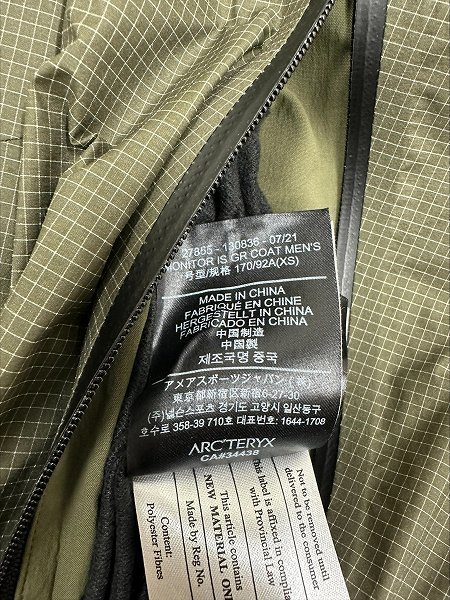 27855 - 130836 - 07/21
MONITOR IS GR COAT MEN'S
号型/规格 170/92A(XS)
MADE IN CHINA
FABRIQUÉ EN CHINE
HERGESTELLT IN CHINA
FABRICADO EN CHINA
中国制造
中国製
제조국명 중국
アメアスポーツジャパン(株)
東京都新宿区新宿6-27-30
(주)넬슨스포츠 경기도 고양시 일산동구
호수로 358-39 710호 대표번호: 1644-1708
ARC'TERYX
CA#34438
Not to be removed until
delivered to the consumer
This label is affixed in compliance
with Provincial Law
This article contains
NEW MATERIAL ON
Made by
Reg No.
Content:
Polyester Fibres